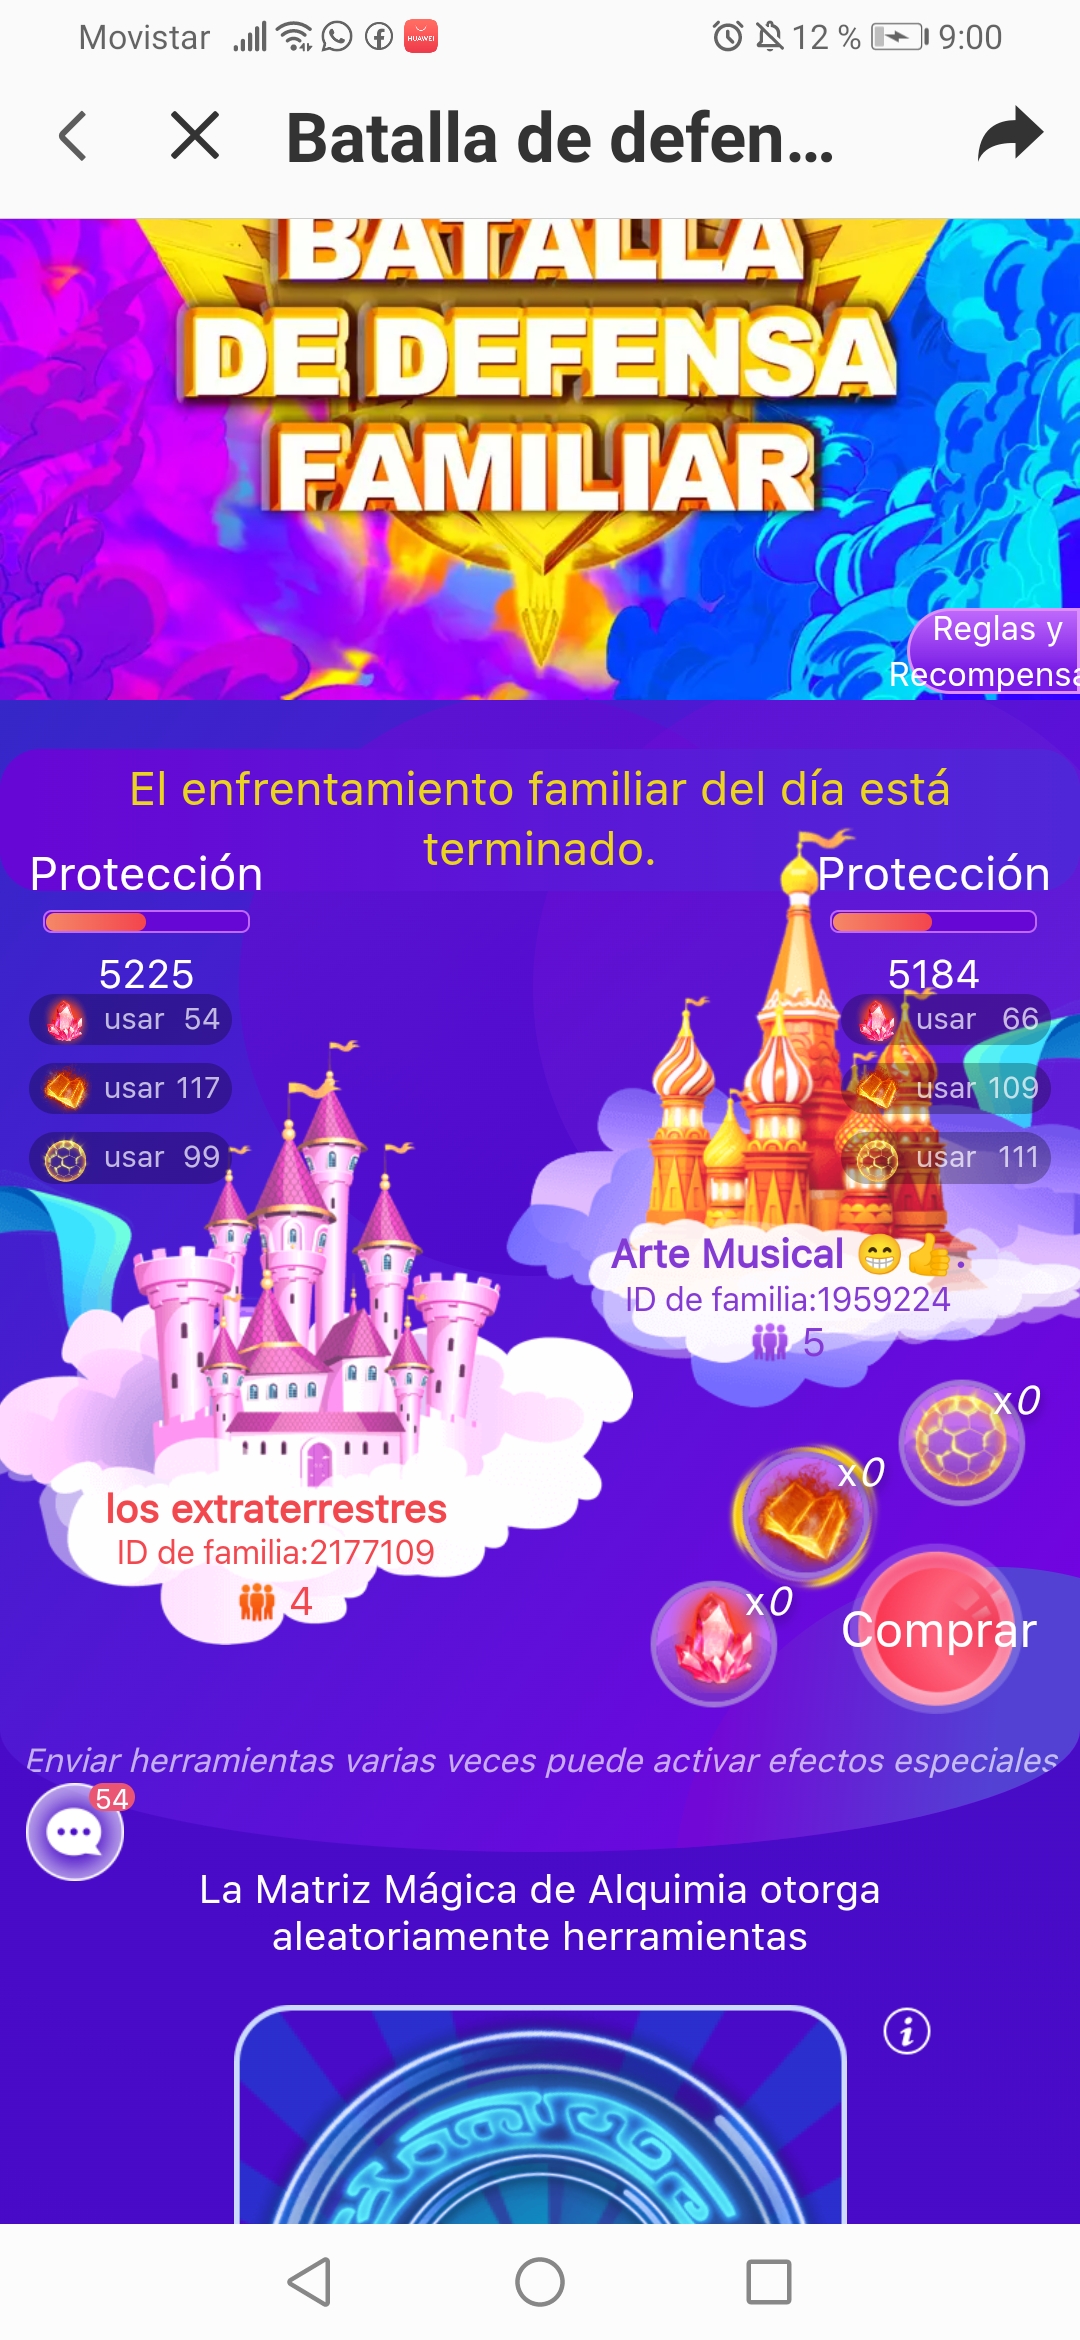 Movistar
HUAWEI
12 % 9:00
Batalla de defen...
BATALLA
DE DEFENSA
FAMILIAR
Reglas y
Recompensa
El enfrentamiento familiar del día está
terminado.
Protección
5225
usar 54
usar 117
usar 99
Protección
5184
usar 66
usar 109
usar 111
Arte Musical 😁👍.
ID de familia:1959224
5
los extraterrestres
ID de familia:2177109
4
x0
x0
x0
Comprar
Enviar herramientas varias veces puede activar efectos especiales
54
La Matriz Mágica de Alquimia otorga
aleatoriamente herramientas
i